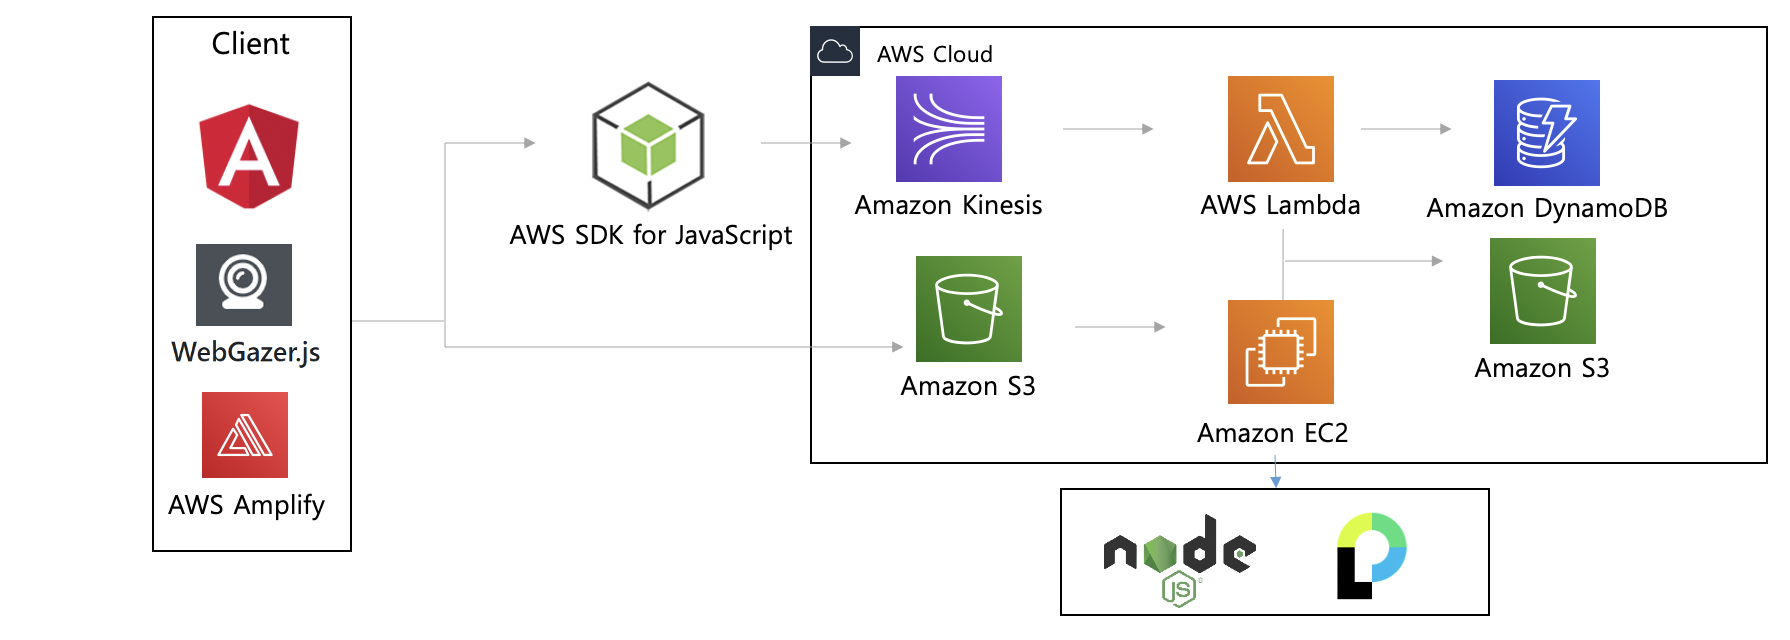 Client
A
WebGazer.js
AWS Amplify
AWS SDK for JavaScript
AWS Cloud
Amazon Kinesis
AWS Lambda
Amazon DynamoDB
Amazon S3
Amazon EC2
Amazon S3
node
JS